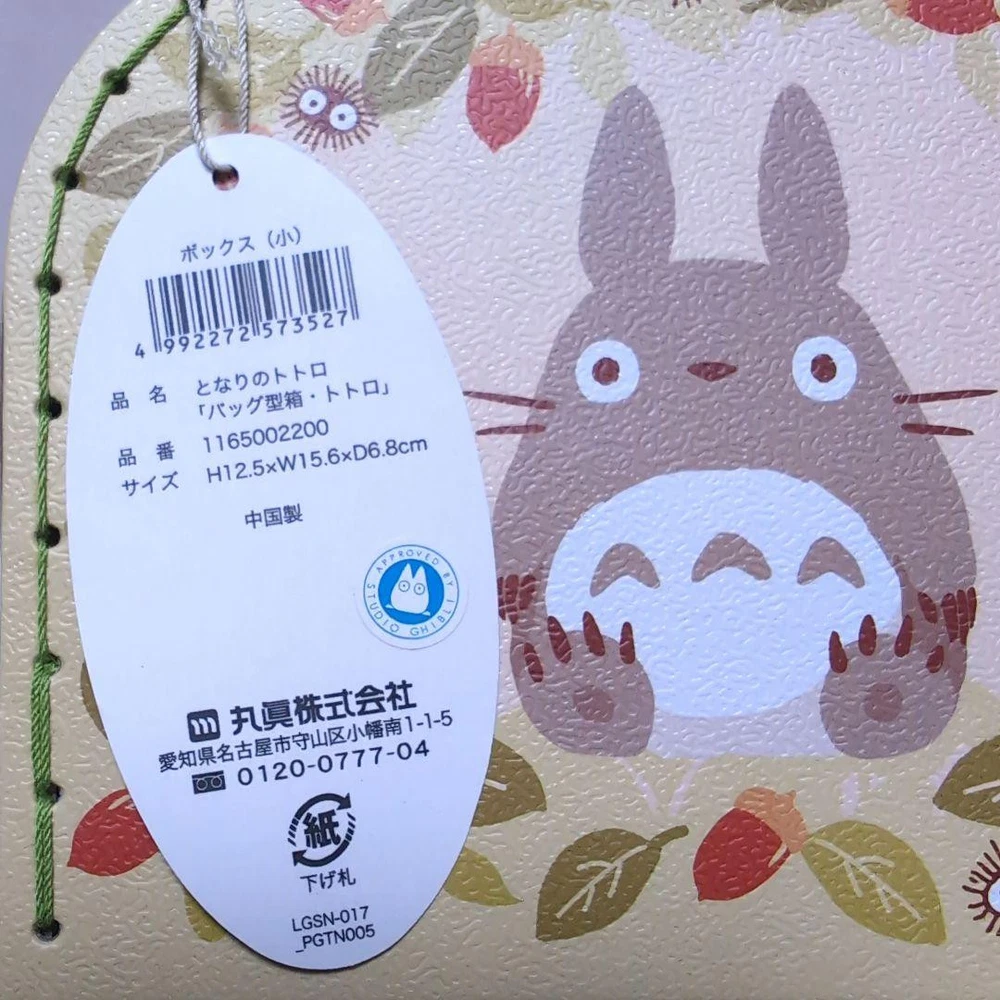 ボックス（小）
4 992272 573527
品 名 となりのトトロ
「バッグ型箱・トトロ」
品 番 1165002200
サイズ H12.5×W15.6×D6.8cm
中国製
APPROVED BY STUDIO GHIBLI
m 丸眞株式会社
愛知県名古屋市守山区小幡南1-1-5
0120-0777-04
紙
下げ札
LGSN-017
_PGTN005